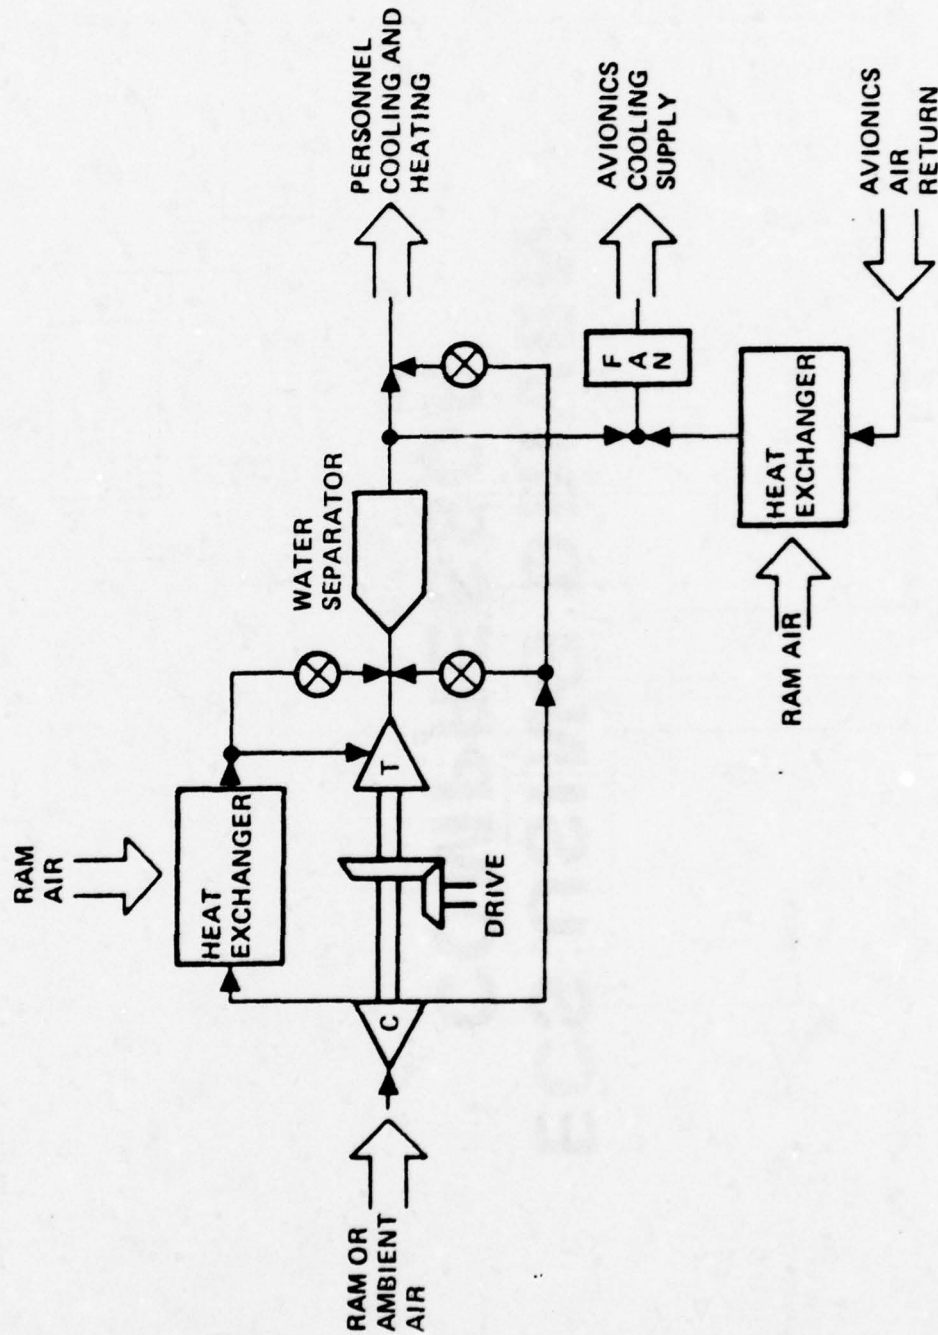 RAM
AIR
HEAT
EXCHANGER
RAM OR
AMBIENT
AIR
C
DRIVE
T
WATER
SEPARATOR
PERSONNEL
COOLING AND
HEATING
FAN
AVIONICS
COOLING
SUPPLY
RAM AIR
HEAT
EXCHANGER
AVIONICS
AIR
RETURN